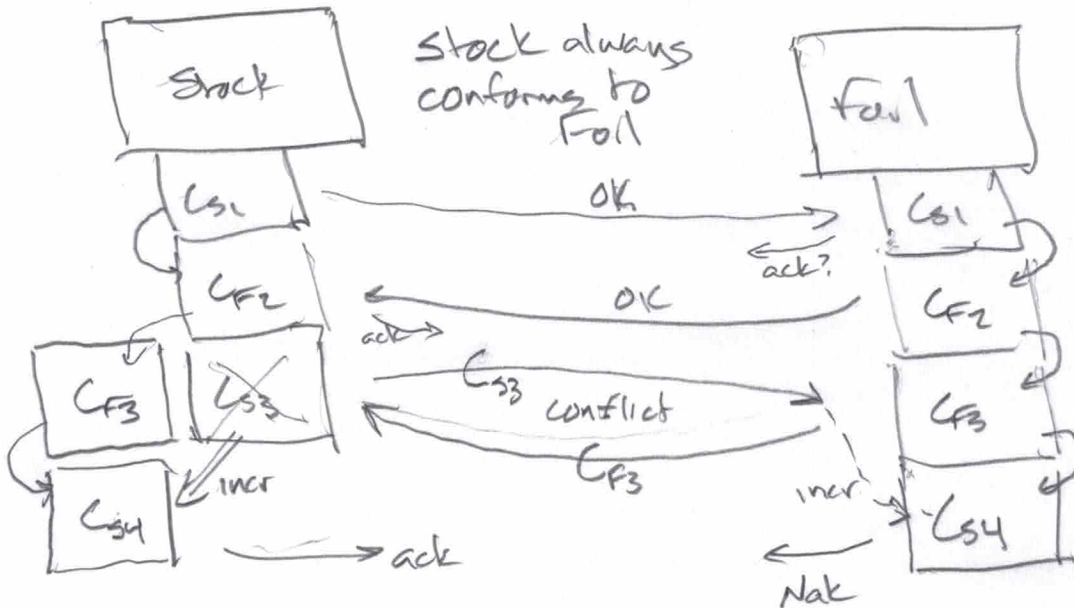 Stock
stock always
conforms to
Foil
Foil
CS1
OK
CS1
ack?
CF2
OK
CF2
ack
CF3
CS3
CS3
conflict
CF3
CF3
incr
incr
CS4
CS4
ack
Nak